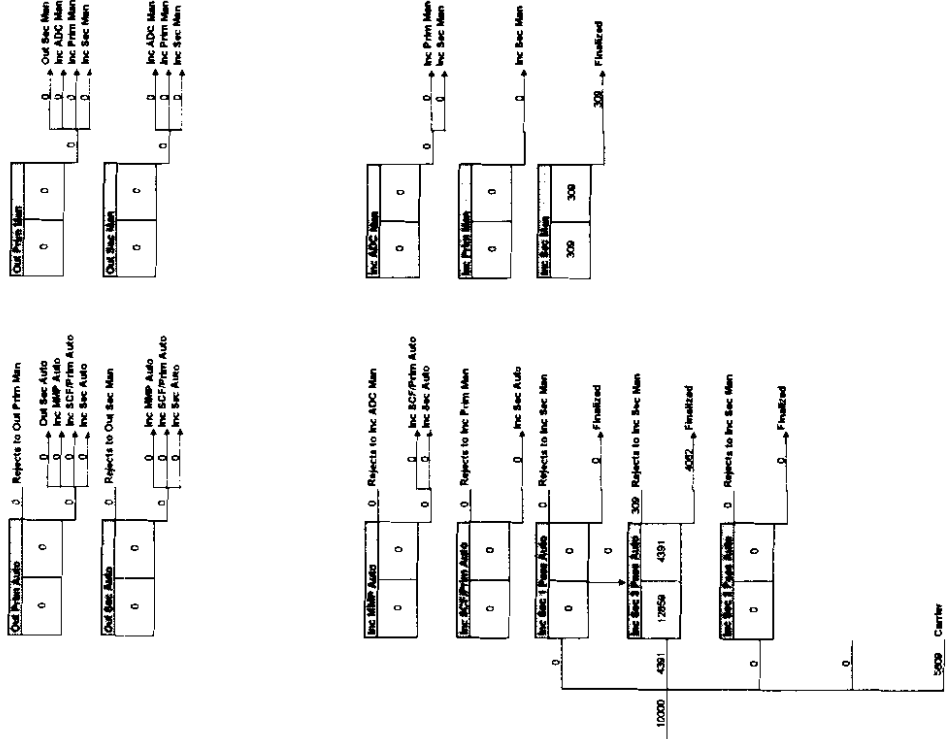 Out Prim Auto
0 0
0 Rejects to Out Prim Man
0
0 Out Sec Auto
0 Inc MMP Auto
0 Inc SCF/Prim Auto
0 Inc Sec Auto
Out Sec Auto
0 0
0 Rejects to Out Sec Man
0
0 Inc MMP Auto
0 Inc SCF/Prim Auto
0 Inc Sec Auto
Out Prim Man
0 0
0
0 Out Sec Man
0 Inc ADC Man
0 Inc Prim Man
0 Inc Sec Man
Out Sec Man
0 0
0
0 Inc ADC Man
0 Inc Prim Man
0 Inc Sec Man
Inc MMP Auto
0 0
0 Rejects to Inc ADC Man
0
0 Inc SCF/Prim Auto
0 Inc Sec Auto
Inc SCF/Prim Auto
0 0
0 Rejects to Inc Prim Man
0 Inc Sec Auto
0
Inc Sec 1 Pass Auto
0 0
0 Rejects to Inc Sec Man
0 Finalized
0
10000
4391
Inc Sec 3 Pass Auto
12859 4391
309 Rejects to Inc Sec Man
4082 Finalized
0
Inc Sec 2 Pass Auto
0 0
0 Rejects to Inc Sec Man
0 Finalized
0
5609 Carrier
Inc ADC Man
0 0
0
0 Inc Prim Man
0 Inc Sec Man
Inc Prim Man
0 0
0 Inc Sec Man
Inc Sec Man
309 309
309 Finalized